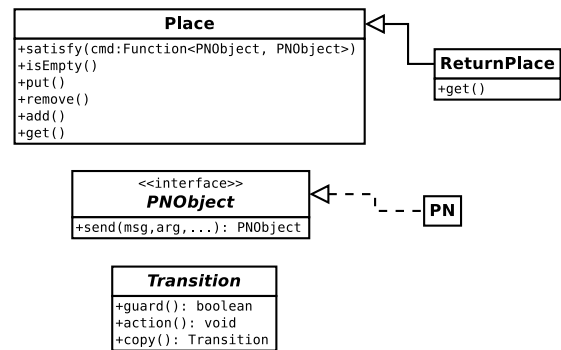 Place
+satisfy(cmd:Function<PNObject, PNObject>)
+isEmpty()
+put()
+remove()
+add()
+get()
ReturnPlace
+get()
<<interface>>
PNObject
+send(msg,arg,...): PNObject
PN
Transition
+guard(): boolean
+action(): void
+copy(): Transition